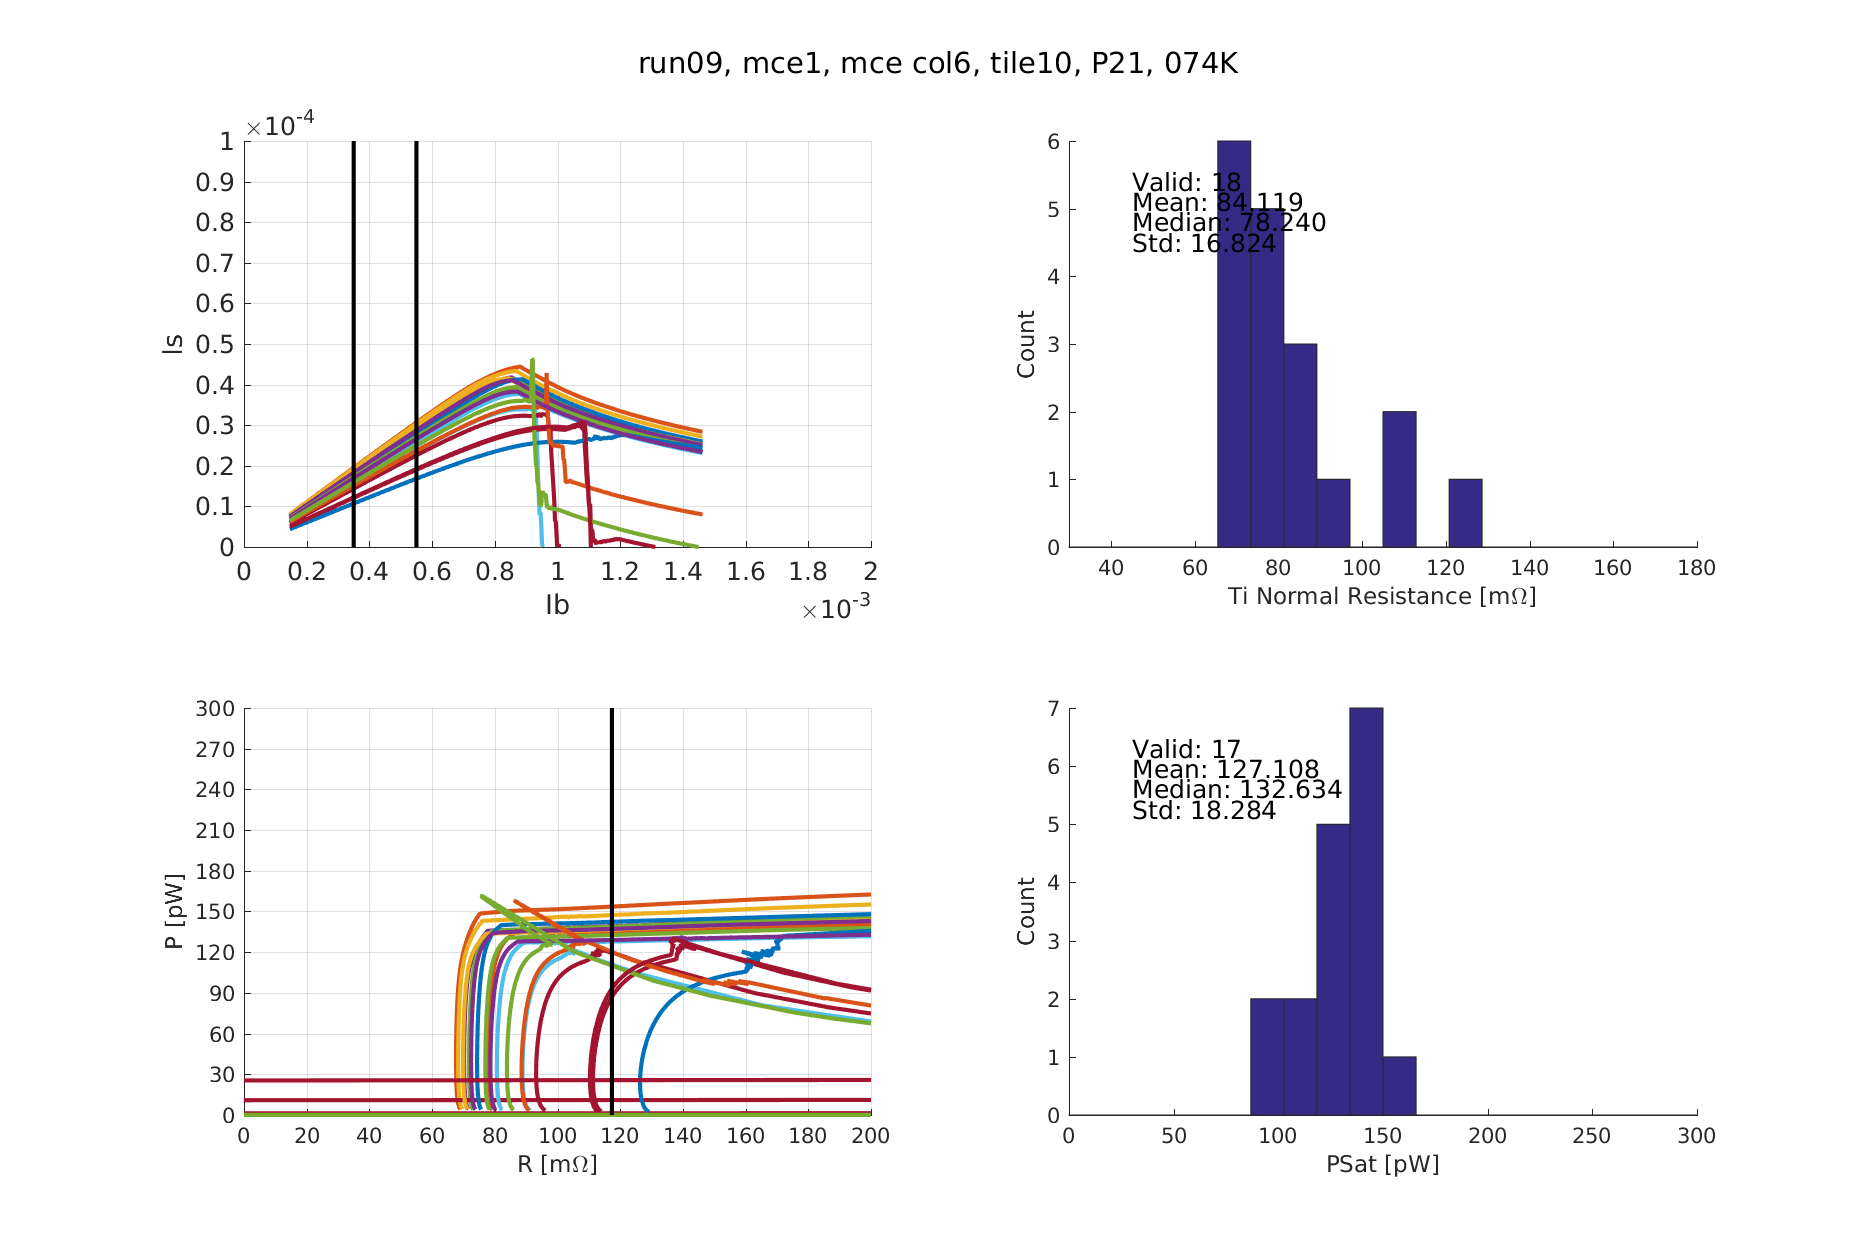 run09, mce1, mce col6, tile10, P21, 074K
×10^-4
1
0.9
0.8
0.7
0.6
0.5
0.4
0.3
0.2
0.1
0
Is
0 0.2 0.4 0.6 0.8 1 1.2 1.4 1.6 1.8 2
Ib
×10^-3
6
5
4
3
2
1
0
Count
Valid: 18
Mean: 84.119
Median: 78.240
Std: 16.824
40 60 80 100 120 140 160 180
Ti Normal Resistance [mΩ]
300
270
240
210
180
150
120
90
60
30
0
P [pW]
0 20 40 60 80 100 120 140 160 180 200
R [mΩ]
7
6
5
4
3
2
1
0
Count
Valid: 17
Mean: 127.108
Median: 132.634
Std: 18.284
0 50 100 150 200 250 300
PSat [pW]